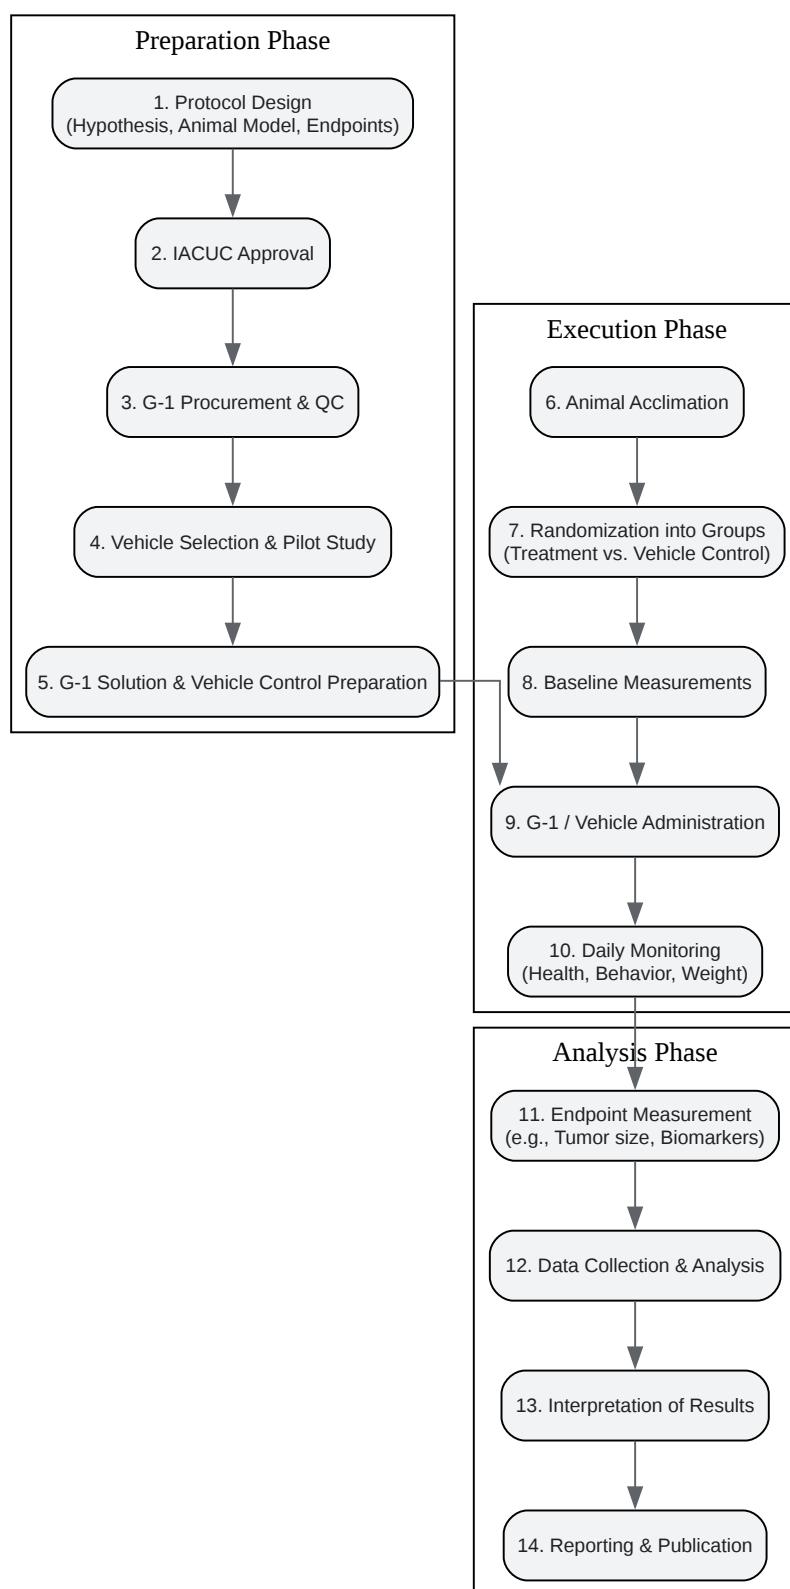 Preparation Phase
1. Protocol Design
(Hypothesis, Animal Model, Endpoints)
2. IACUC Approval
3. G-1 Procurement & QC
4. Vehicle Selection & Pilot Study
5. G-1 Solution & Vehicle Control Preparation
Execution Phase
6. Animal Acclimation
7. Randomization into Groups
(Treatment vs. Vehicle Control)
8. Baseline Measurements
9. G-1 / Vehicle Administration
10. Daily Monitoring
(Health, Behavior, Weight)
Analysis Phase
11. Endpoint Measurement
(e.g., Tumor size, Biomarkers)
12. Data Collection & Analysis
13. Interpretation of Results
14. Reporting & Publication